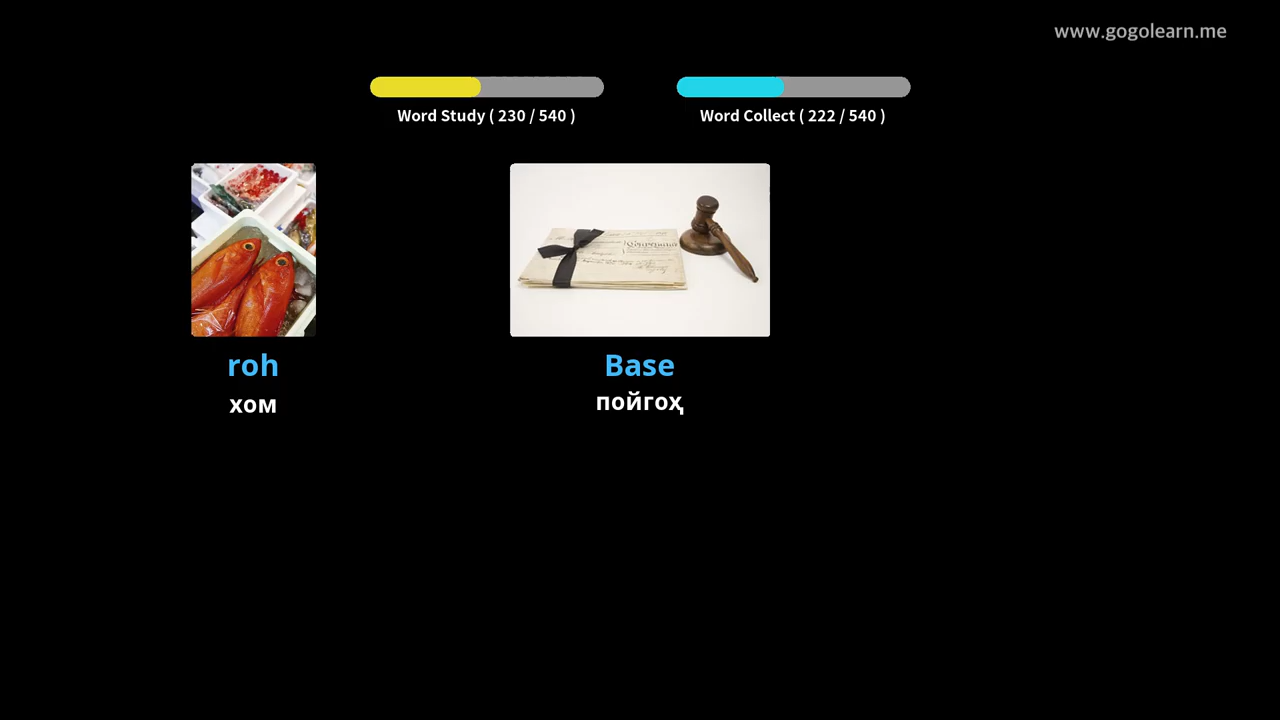 www.gogolearn.me
Word Study ( 230 / 540 )
Word Collect ( 222 / 540 )
roh
хом
Base
пойгоҳ